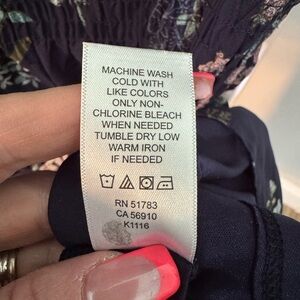 MACHINE WASH
COLD WITH
LIKE COLORS
ONLY NON-
CHLORINE BLEACH
WHEN NEEDED
TUMBLE DRY LOW
WARM IRON
IF NEEDED
RN 51783
CA 56910
K1116